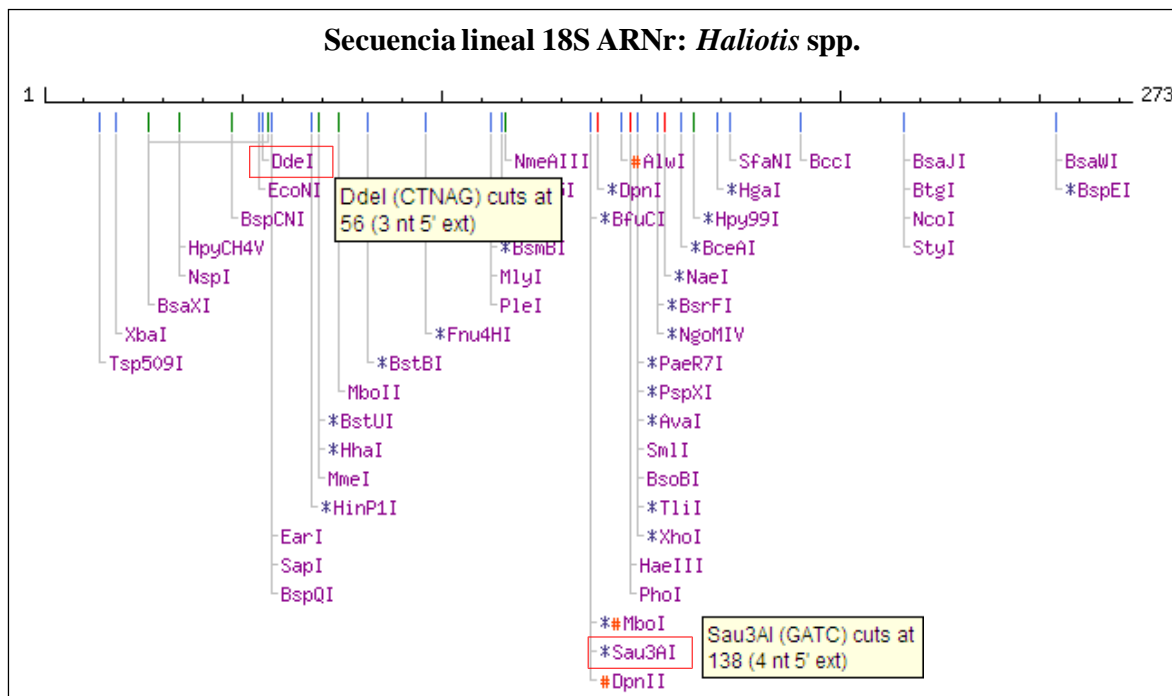 Secuencia lineal 18S ARNr: Haliotis spp.
1 273
DdeI NmeAIII #AlwI SfaNI BccI BsaJI BsaWI
EcoNI *DpnI *HgaI BtgI *BspEI
DdeI (CTNAG) cuts at
56 (3 nt 5' ext)
BspCNI *BfuCI *Hpy99I NcoI
HpyCH4V *BsmBI *BceAI StyI
NspI MlyI *NaeI
BsaXI PleI *BsrFI
XbaI *Fnu4HI *NgoMIV
Tsp509I *BstBI *PaeR7I
MboII *PspXI
*BstUI *AvaI
*HhaI SmlI
MmeI BsoBI
*HinP1I *TliI
EarI *XhoI
SapI HaeIII
BspQI PhoI
*#MboI
*Sau3AI
#DpnII
Sau3AI (GATC) cuts at
138 (4 nt 5' ext)